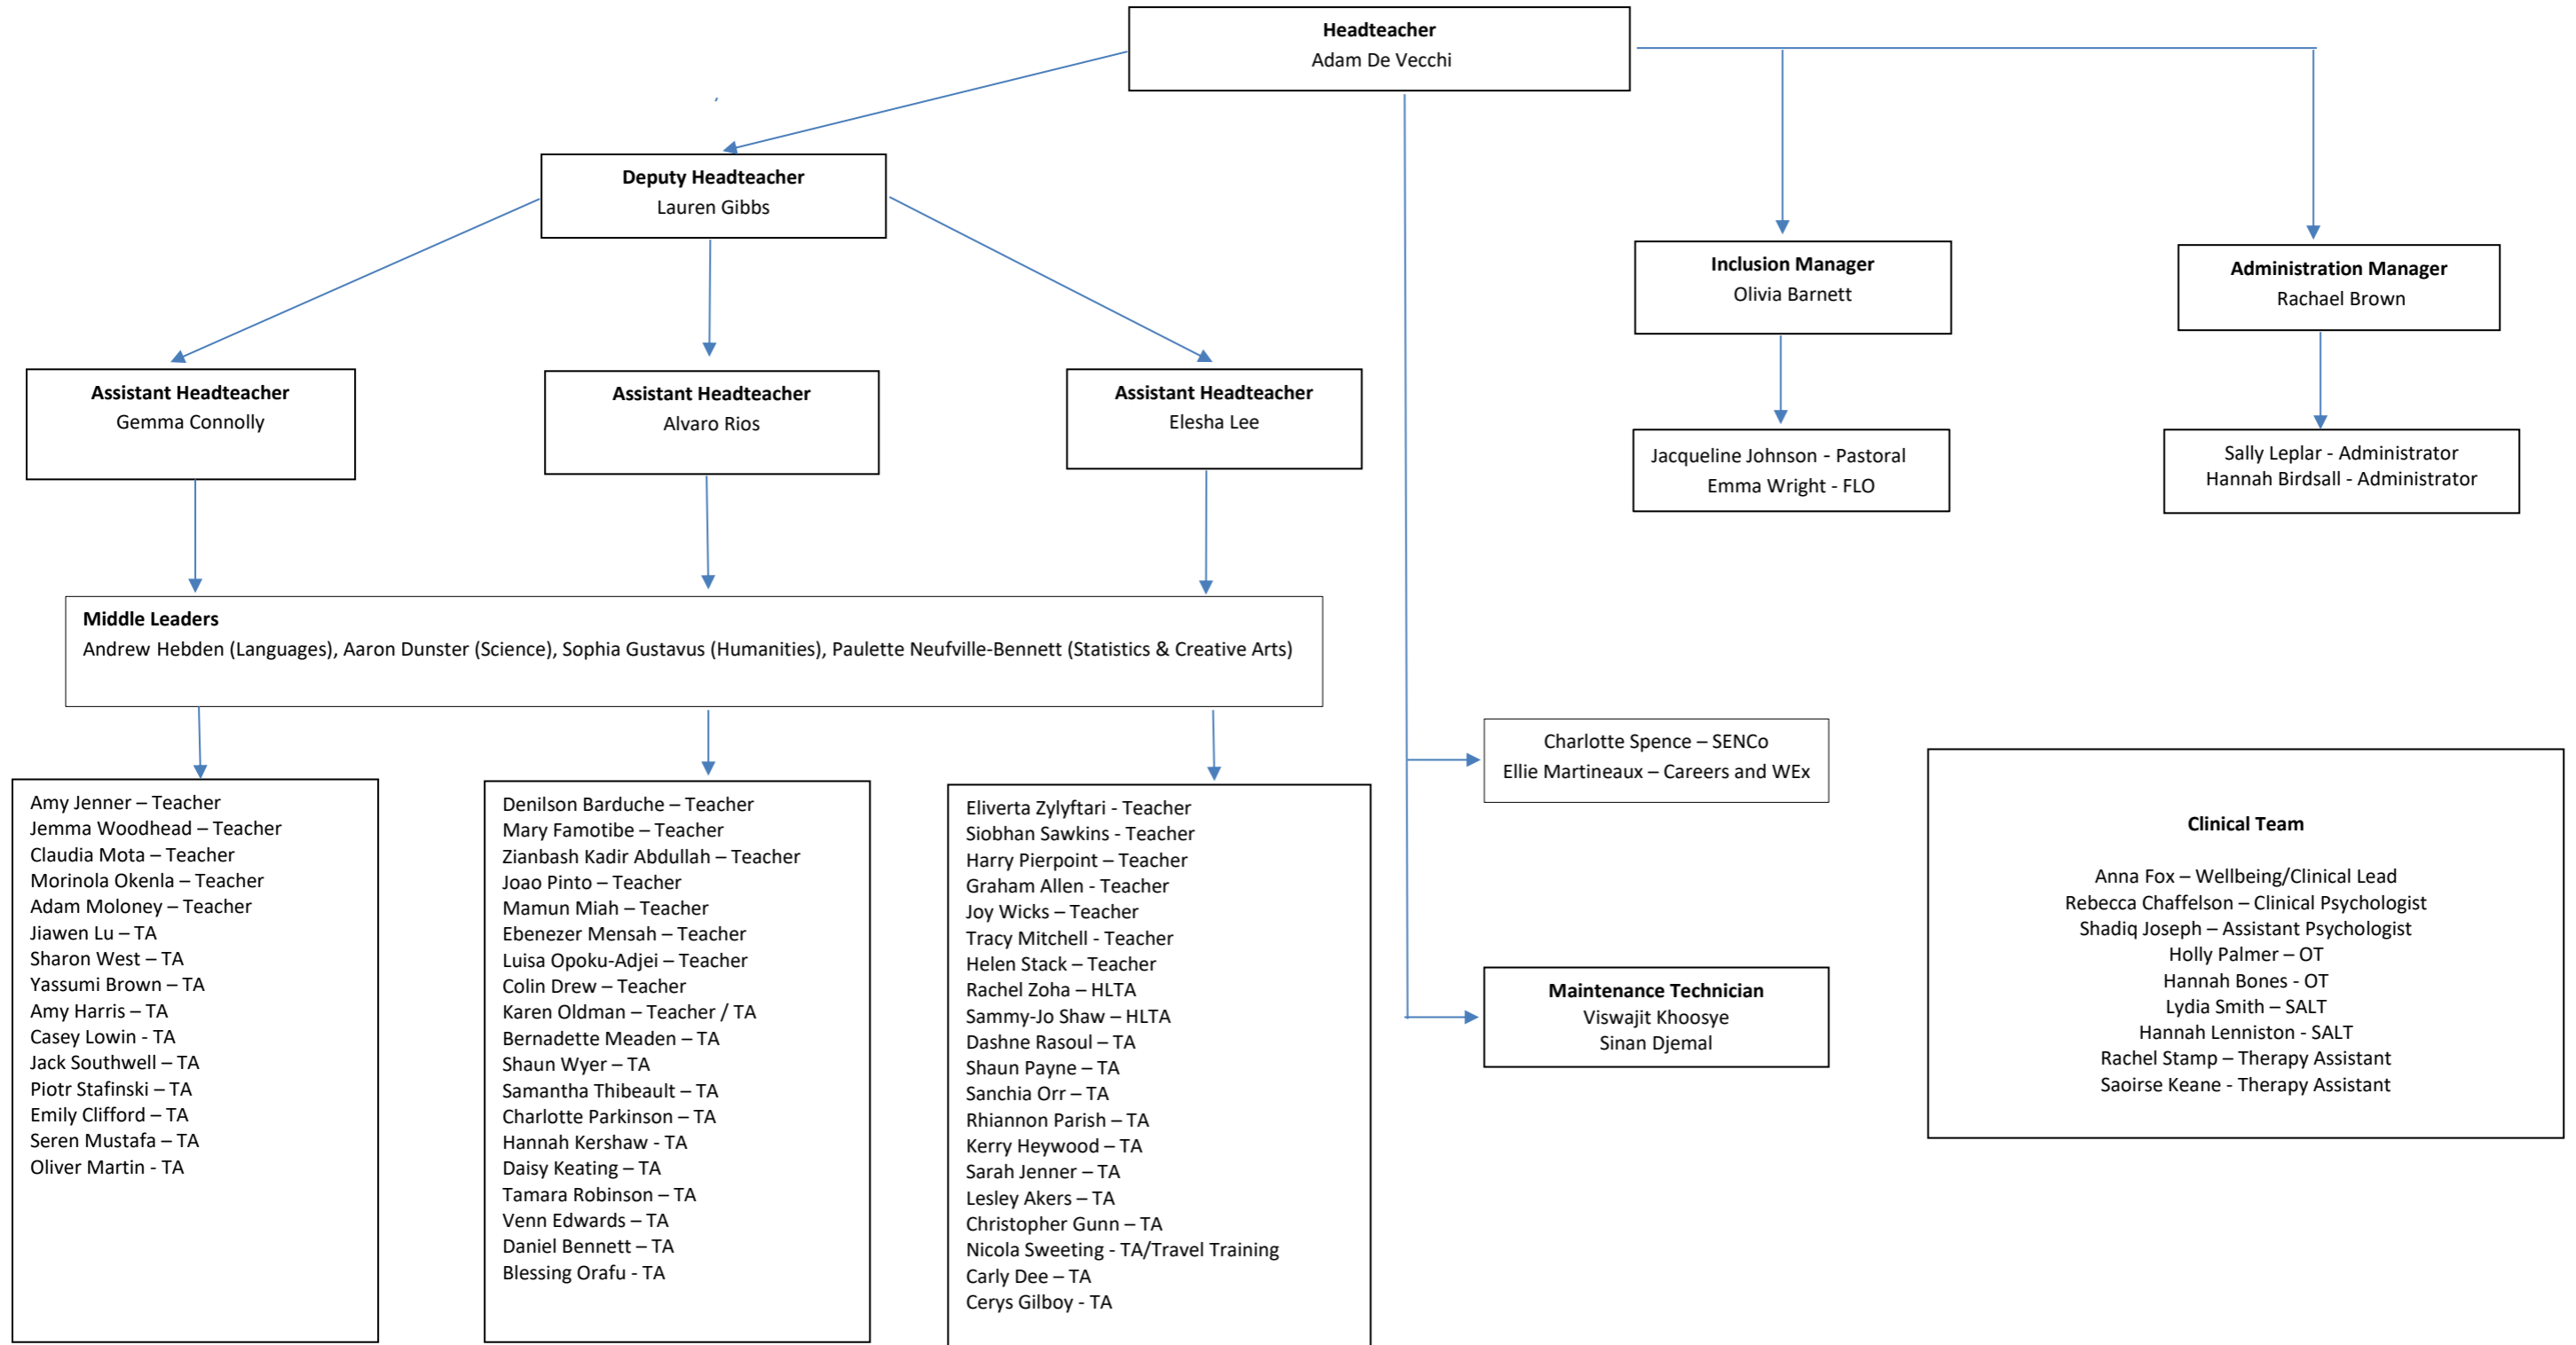 Headteacher
Adam De Vecchi
Deputy Headteacher
Lauren Gibbs
Inclusion Manager
Olivia Barnett
Administration Manager
Rachael Brown
Assistant Headteacher
Gemma Connolly
Assistant Headteacher
Alvaro Rios
Assistant Headteacher
Elesha Lee
Jacqueline Johnson - Pastoral
Emma Wright - FLO
Sally Leplar - Administrator
Hannah Birdsall - Administrator
Middle Leaders
Andrew Hebden (Languages), Aaron Dunster (Science), Sophia Gustavus (Humanities), Paulette Neufville-Bennett (Statistics & Creative Arts)
Amy Jenner – Teacher
Jemma Woodhead – Teacher
Claudia Mota – Teacher
Morinola Okenla – Teacher
Adam Moloney – Teacher
Jiawen Lu – TA
Sharon West – TA
Yassumi Brown – TA
Amy Harris – TA
Casey Lowin - TA
Jack Southwell – TA
Piotr Stafinski – TA
Emily Clifford – TA
Seren Mustafa – TA
Oliver Martin - TA
Denilson Barduche – Teacher
Mary Famotibe – Teacher
Zianbash Kadir Abdullah – Teacher
Joao Pinto – Teacher
Mamun Miah – Teacher
Ebenezer Mensah – Teacher
Luisa Opoku-Adjei – Teacher
Colin Drew – Teacher
Karen Oldman – Teacher / TA
Bernadette Meaden – TA
Shaun Wyer – TA
Samantha Thibeault – TA
Charlotte Parkinson – TA
Hannah Kershaw - TA
Daisy Keating – TA
Tamara Robinson – TA
Venn Edwards – TA
Daniel Bennett – TA
Blessing Orafu - TA
Eliverta Zylyftari - Teacher
Siobhan Sawkins - Teacher
Harry Pierpoint – Teacher
Graham Allen - Teacher
Joy Wicks – Teacher
Tracy Mitchell - Teacher
Helen Stack – Teacher
Rachel Zoha – HLTA
Sammy-Jo Shaw – HLTA
Dashne Rasoul – TA
Shaun Payne – TA
Sanchia Orr – TA
Rhiannon Parish – TA
Kerry Heywood – TA
Sarah Jenner – TA
Lesley Akers – TA
Christopher Gunn – TA
Nicola Sweeting - TA/Travel Training
Carly Dee – TA
Cerys Gilboy - TA
Charlotte Spence – SENCo
Ellie Martineaux – Careers and WEx
Maintenance Technician
Viswajit Khoosye
Sinan Djemal
Clinical Team
Anna Fox – Wellbeing/Clinical Lead
Rebecca Chaffelson – Clinical Psychologist
Shadiq Joseph – Assistant Psychologist
Holly Palmer – OT
Hannah Bones - OT
Lydia Smith – SALT
Hannah Lenniston - SALT
Rachel Stamp – Therapy Assistant
Saoirse Keane - Therapy Assistant